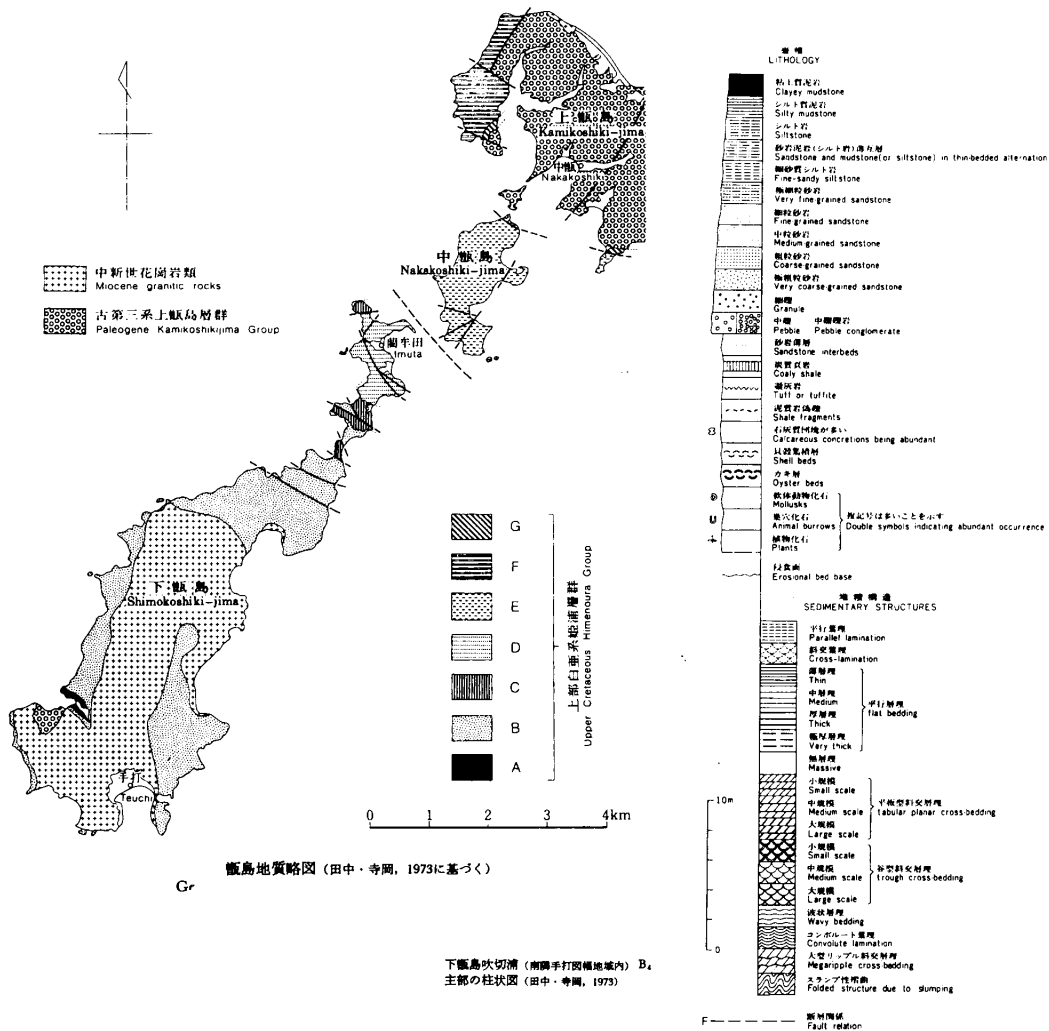 上甑島
Kamikoshiki-jima
中甑
Nakakoshiki
中甑島
Nakakoshiki-jima
藺牟田
Imuta
下甑島
Shimokoshiki-jima
手打
Teuchi
中新世花崗岩類
Miocene granitic rocks
古第三系上甑島層群
Paleogene Kamikoshikijima Group
G
F
E
D
C
B
A
上部白亜系姫浦層群
Upper Cretaceous Himenoura Group
0 1 2 3 4km
甑島地質略図 (田中・寺岡, 1973に基づく)
下甑島吹切浦 (南隣手打図幅地域内) B₄
主部の柱状図 (田中・寺岡, 1973)
岩相
LITHOLOGY
粘土質泥岩
Clayey mudstone
シルト質泥岩
Silty mudstone
シルト岩
Siltstone
砂岩泥岩(シルト岩)薄互層
Sandstone and mudstone(or siltstone) in thin-bedded alternation
細砂質シルト岩
Fine-sandy siltstone
極細粒砂岩
Very fine-grained sandstone
細粒砂岩
Fine-grained sandstone
中粒砂岩
Medium-grained sandstone
粗粒砂岩
Coarse-grained sandstone
極粗粒砂岩
Very coarse-grained sandstone
細礫
Granule
中礫 中礫礫岩
Pebble Pebble conglomerate
砂岩薄層
Sandstone interbeds
炭質頁岩
Coaly shale
凝灰岩
Tuff or tuffite
泥質岩偽礫
Shale fragments
石灰質団塊が多い
Calcareous concretions being abundant
貝殻集積層
Shell beds
カキ層
Oyster beds
軟体動物化石
Mollusks
巣穴化石
Animal burrows
植物化石
Plants
複記号は多いことを示す
Double symbols indicating abundant occurrence
侵食面
Erosional bed base
堆積構造
SEDIMENTARY STRUCTURES
平行葉理
Parallel lamination
斜交葉理
Cross-lamination
薄層理
Thin
中層理
Medium
厚層理
Thick
極厚層理
Very thick
平行層理
flat bedding
無層理
Massive
小規模
Small scale
中規模
Medium scale
大規模
Large scale
平板型斜交層理
tabular planar cross-bedding
小規模
Small scale
中規模
Medium scale
大規模
Large scale
谷型斜交層理
trough cross-bedding
波状層理
Wavy bedding
コンボルート葉理
Convolute lamination
大型リップル斜交層理
Megaripple cross-bedding
スランプ性褶曲
Folded structure due to slumping
10m
0
F
断層関係
Fault relation